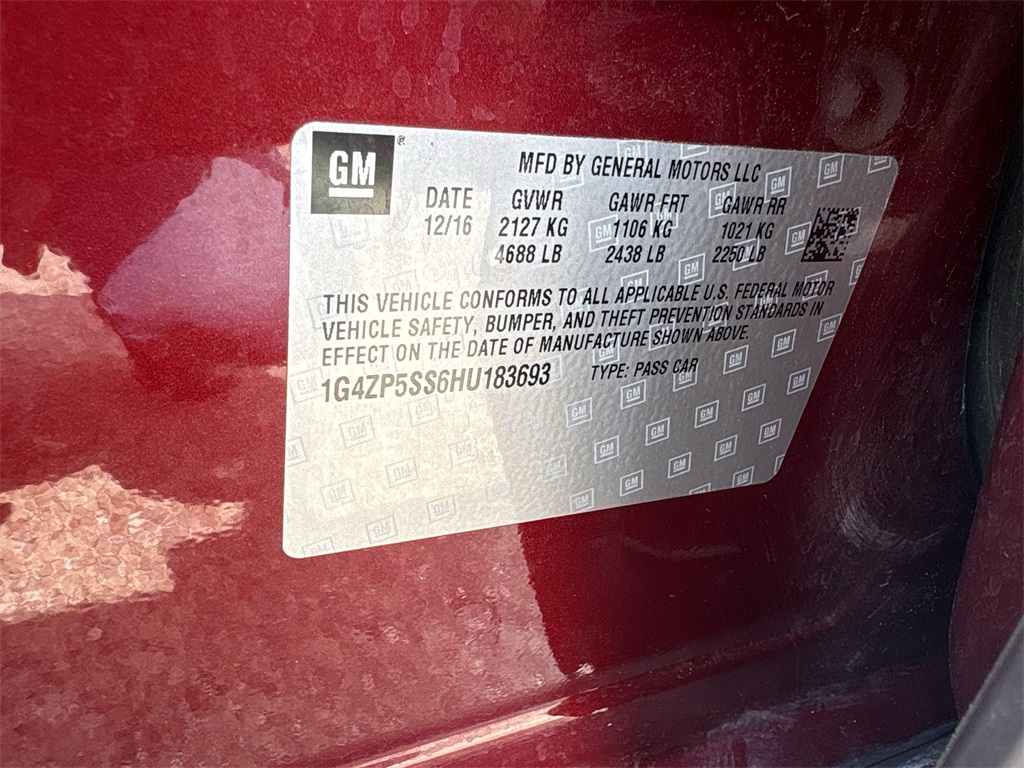 GM®
MFD BY GENERAL MOTORS LLC
DATE GVWR GAWR FRT GAWR RR
12/16 2127 KG 1106 KG 1021 KG
4688 LB 2438 LB 2250 LB
THIS VEHICLE CONFORMS TO ALL APPLICABLE U.S. FEDERAL MOTOR
VEHICLE SAFETY, BUMPER, AND THEFT PREVENTION STANDARDS IN
EFFECT ON THE DATE OF MANUFACTURE SHOWN ABOVE.
1G4ZP5SS6HU183693 TYPE: PASS CAR